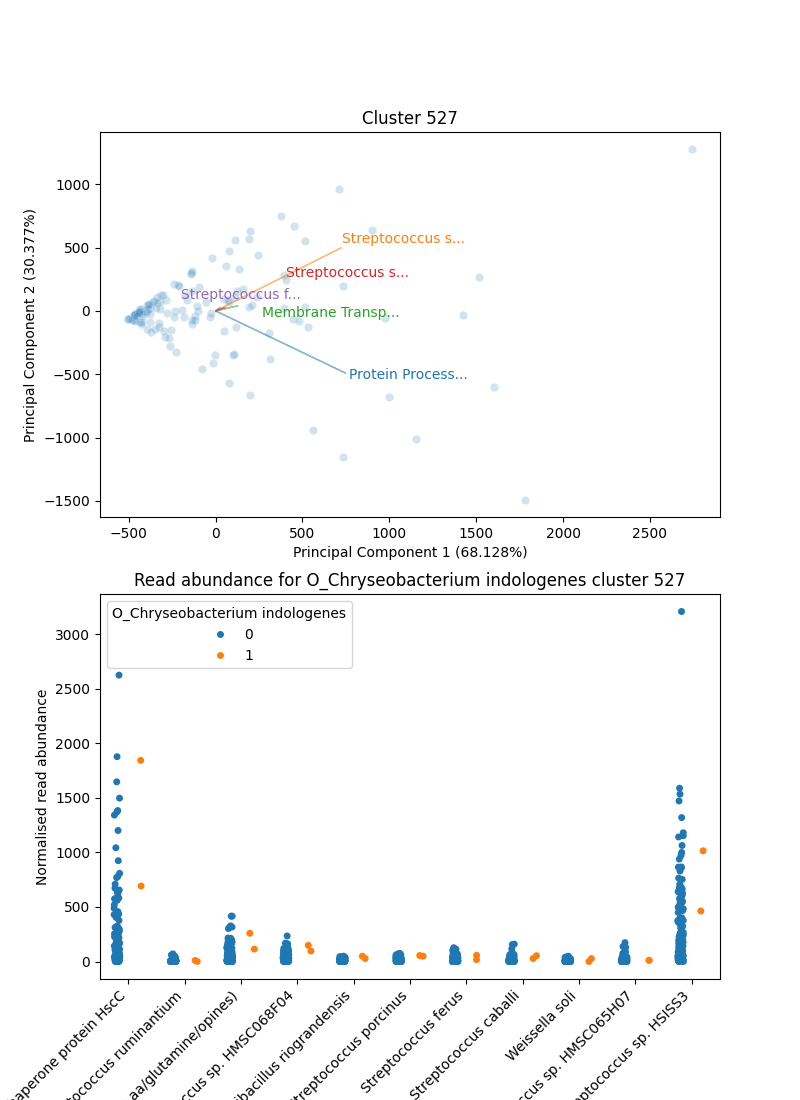 Cluster 527
1000
500
0
−500
−1000
−1500
Principal Component 2 (30.377%)
Streptococcus s...
Streptococcus s...
Streptococcus f...
Membrane Transp...
Protein Process...
−500
0
500
1000
1500
2000
2500
Principal Component 1 (68.128%)
Read abundance for O_Chryseobacterium indologenes cluster 527
O_Chryseobacterium indologenes
0
1
3000
2500
2000
1500
1000
500
0
Normalised read abundance
aperone protein HscC
tococcus ruminantium
aa/glutamine/opines)
ccus sp. HMSC068F04
ibacillus riograndensis
Streptococcus porcinus
Streptococcus ferus
Streptococcus caballi
Weissella soli
ccus sp. HMSC065H07
eptococcus sp. HSISS3